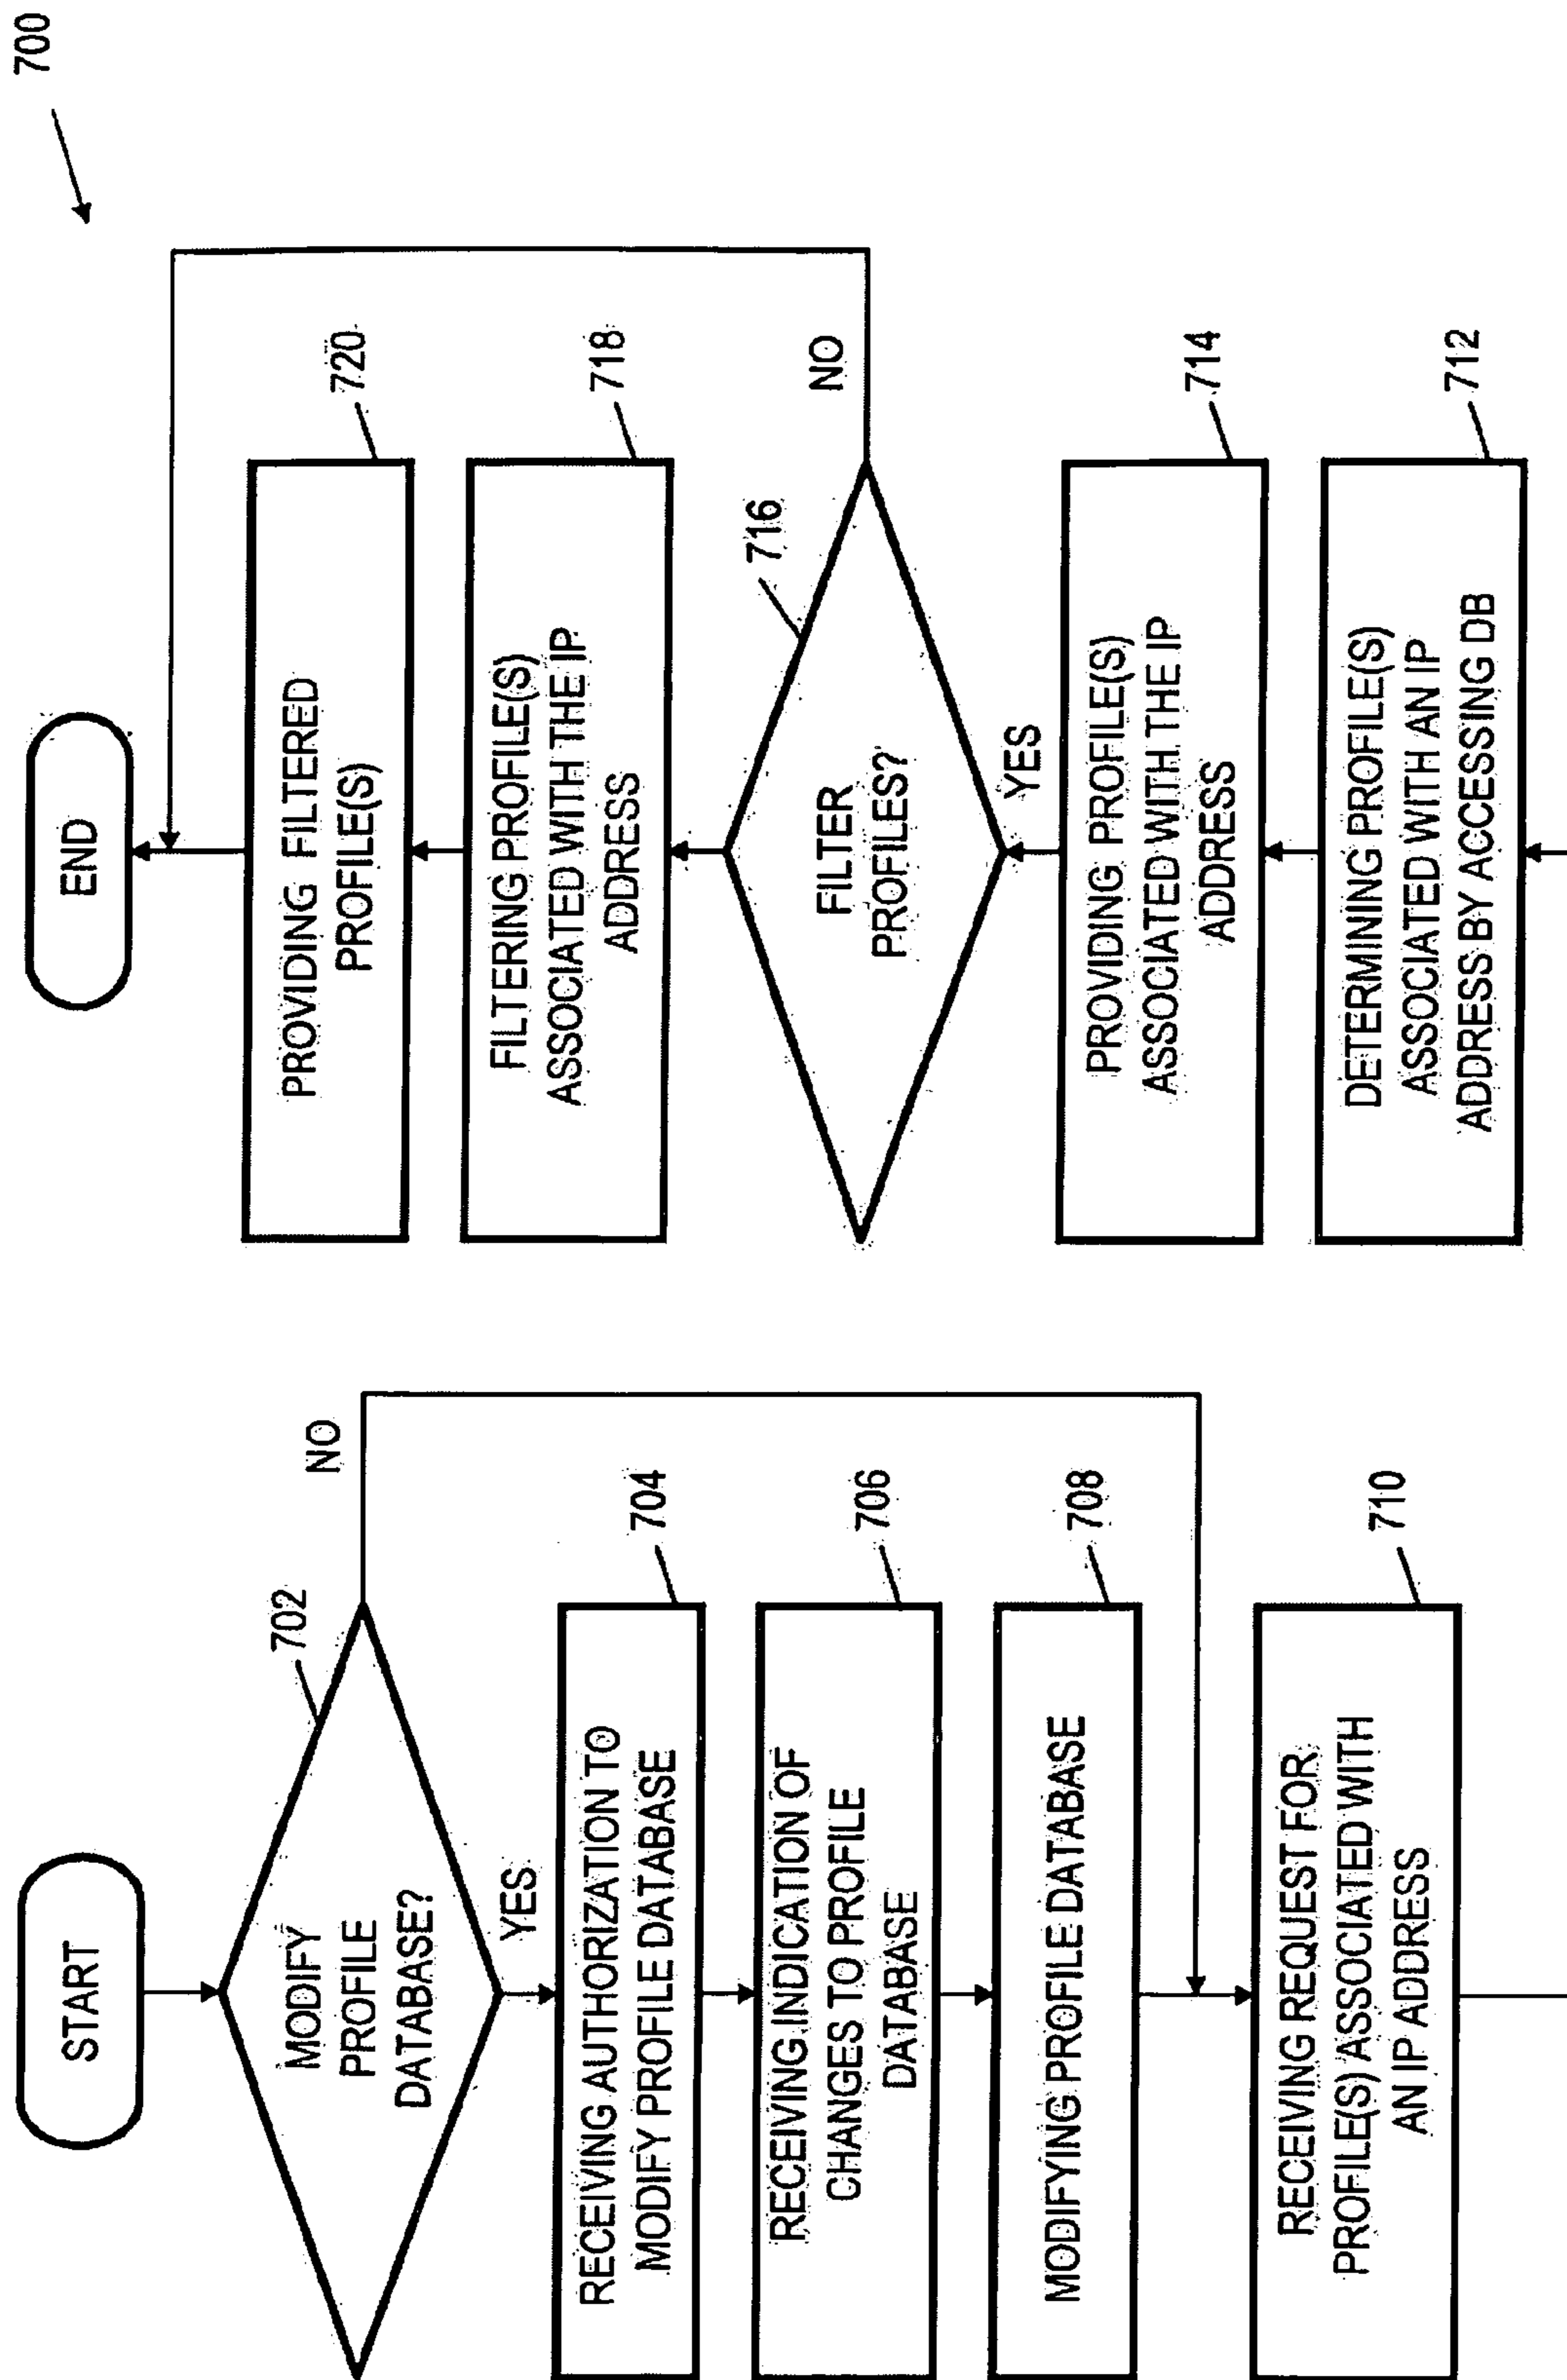 700
START
702
MODIFY
PROFILE
DATABASE?
NO
YES
704
RECEIVING AUTHORIZATION TO
MODIFY PROFILE DATABASE
706
RECEIVING INDICATION OF
CHANGES TO PROFILE
DATABASE
708
MODIFYING PROFILE DATABASE
710
RECEIVING REQUEST FOR
PROFILE(S) ASSOCIATED WITH
AN IP ADDRESS
712
DETERMINING PROFILE(S)
ASSOCIATED WITH AN IP
ADDRESS BY ACCESSING DB
714
PROVIDING PROFILE(S)
ASSOCIATED WITH THE IP
ADDRESS
YES
716
FILTER
PROFILES?
NO
718
FILTERING PROFILE(S)
ASSOCIATED WITH THE IP
ADDRESS
720
PROVIDING FILTERED
PROFILE(S)
END